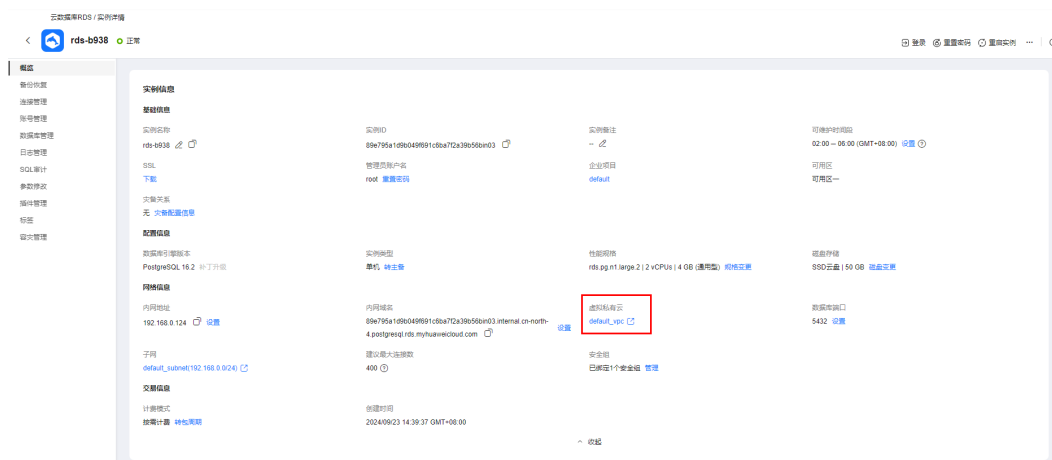 云数据库RDS / 实例详情
rds-b938 正常
登录 重置密码 重启实例 ...
概览
备份恢复
连接管理
账号管理
数据库管理
日志管理
SQL审计
参数修改
插件管理
标签
容灾管理
实例信息
基础信息
实例名称 实例ID 实例备注 可维护时间段
rds-b938 89e795a1d9b049f691c6ba7f2a39b56bin03 -- 02:00 – 06:00 (GMT+08:00) 设置
SSL 管理员账户名 企业项目 可用区
下载 root 重置密码 default 可用区一
灾备关系
无 灾备配置信息
配置信息
数据库引擎版本 实例类型 性能规格 磁盘存储
PostgreSQL 16.2 补丁升级 单机 转主备 rds.pg.n1.large.2 | 2 vCPUs | 4 GB (通用型) 规格变更 SSD云盘 | 50 GB 磁盘变更
网络信息
内网地址 内网域名 虚拟私有云 数据库端口
192.168.0.124 设置 89e795a1d9b049f691c6ba7f2a39b56bin03.internal.cn-north-4.postgresql.rds.myhuaweicloud.com 设置 default_vpc 5432 设置
子网 建议最大连接数 安全组
default_subnet(192.168.0.0/24) 400 已绑定1个安全组 管理
交易信息
计费模式 创建时间
按需计费 转包周期 2024/09/23 14:39:37 GMT+08:00
收起